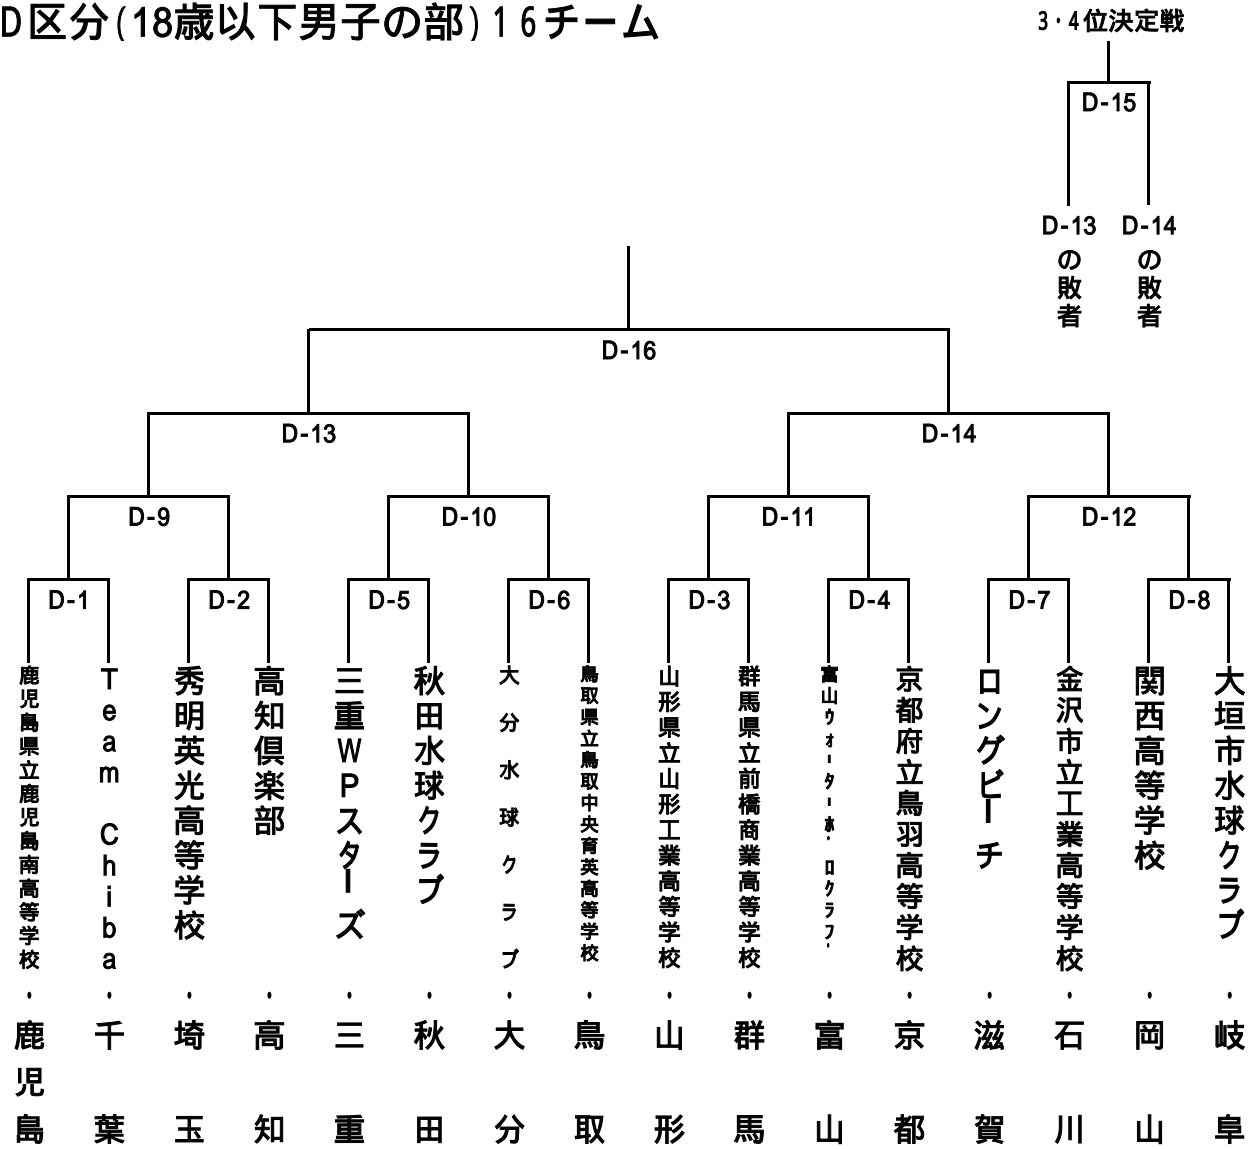 D区分(18歳以下男子の部)16チーム
3・4位決定戦
D-15
D-13の敗者
D-14の敗者
D-16
D-13
D-14
D-9
D-10
D-11
D-12
D-1
D-2
D-5
D-6
D-3
D-4
D-7
D-8
鹿児島県立鹿児島南高等学校・鹿児島
Team Chiba・千葉
秀明英光高等学校・埼玉
高知倶楽部・高知
三重WPスターズ・三重
秋田水球クラブ・秋田
大分水球クラブ・大分
鳥取県立鳥取中央育英高等学校・鳥取
山形県立山形工業高等学校・山形
群馬県立前橋商業高等学校・群馬
富山ウォーターポロクラブ・富山
京都府立鳥羽高等学校・京都
ロングビーチ・滋賀
金沢市立工業高等学校・石川
関西高等学校・岡山
大垣市水球クラブ・岐阜